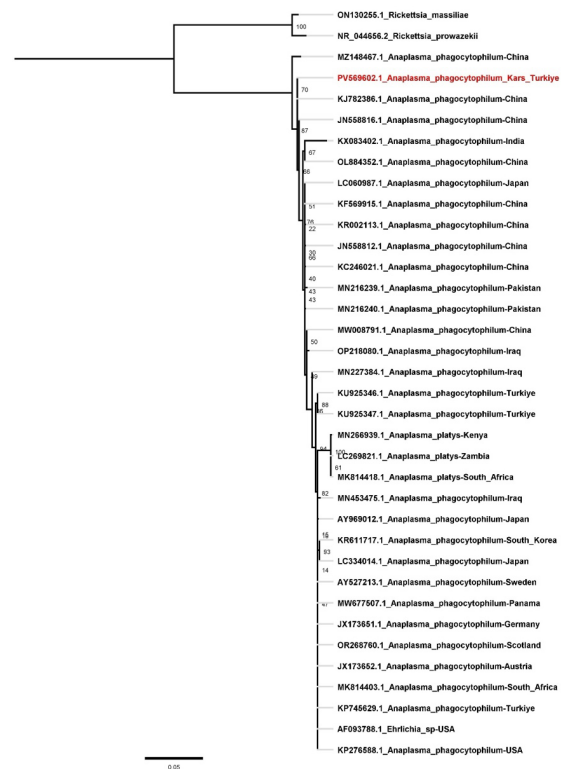 ON130255.1_Rickettsia_massiliae
100
NR_044656.2_Rickettsia_prowazekii
MZ148467.1_Anaplasma_phagocytophilum-China
PV569602.1_Anaplasma_phagocytophilum_Kars_Turkiye
70
KJ782386.1_Anaplasma_phagocytophilum-China
JN558816.1_Anaplasma_phagocytophilum-China
67
KX083402.1_Anaplasma_phagocytophilum-India
67
OL884352.1_Anaplasma_phagocytophilum-China
66
LC060987.1_Anaplasma_phagocytophilum-Japan
51
KF569915.1_Anaplasma_phagocytophilum-China
76
KR002113.1_Anaplasma_phagocytophilum-China
22
JN558812.1_Anaplasma_phagocytophilum-China
30
66
KC246021.1_Anaplasma_phagocytophilum-China
40
MN216239.1_Anaplasma_phagocytophilum-Pakistan
43
43
MN216240.1_Anaplasma_phagocytophilum-Pakistan
MW008791.1_Anaplasma_phagocytophilum-China
50
OP218080.1_Anaplasma_phagocytophilum-Iraq
MN227384.1_Anaplasma_phagocytophilum-Iraq
KU925346.1_Anaplasma_phagocytophilum-Turkiye
88
KU925347.1_Anaplasma_phagocytophilum-Turkiye
MN266939.1_Anaplasma_platys-Kenya
100
LC269821.1_Anaplasma_platys-Zambia
61
MK814418.1_Anaplasma_platys-South_Africa
82
MN453475.1_Anaplasma_phagocytophilum-Iraq
AY969012.1_Anaplasma_phagocytophilum-Japan
KR611717.1_Anaplasma_phagocytophilum-South_Korea
93
LC334014.1_Anaplasma_phagocytophilum-Japan
14
AY527213.1_Anaplasma_phagocytophilum-Sweden
MW677507.1_Anaplasma_phagocytophilum-Panama
JX173651.1_Anaplasma_phagocytophilum-Germany
OR268760.1_Anaplasma_phagocytophilum-Scotland
JX173652.1_Anaplasma_phagocytophilum-Austria
MK814403.1_Anaplasma_phagocytophilum-South_Africa
KP745629.1_Anaplasma_phagocytophilum-Turkiye
AF093788.1_Ehrlichia_sp-USA
KP276588.1_Anaplasma_phagocytophilum-USA
0.05